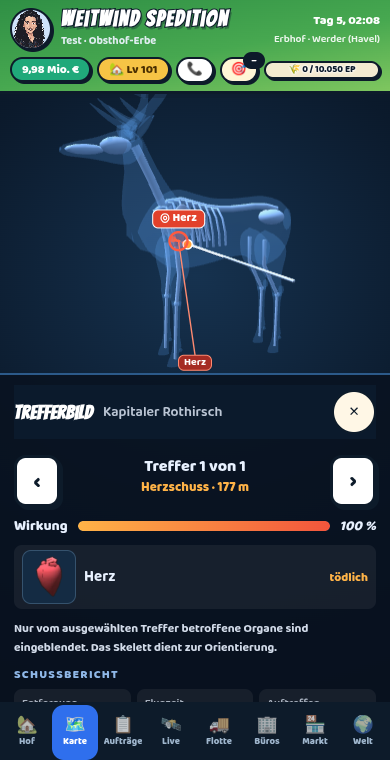 WEITWIND SPEDITION
Test · Obsthof-Erbe
Tag 5, 02:08
Erbhof · Werder (Havel)
9,98 Mio. €
Lv 101
–
0 / 10.050 EP
Herz
Herz
TREFFERBILD Kapitaler Rothirsch ✕
‹ Treffer 1 von 1 ›
Herzschuss · 177 m
Wirkung 100 %
Herz tödlich
Nur vom ausgewählten Treffer betroffene Organe sind
eingeblendet. Das Skelett dient zur Orientierung.
SCHUSSBERICHT
Entfernung Flugzeit Auftreffen
Hof Karte Aufträge Live Flotte Büros Markt Welt